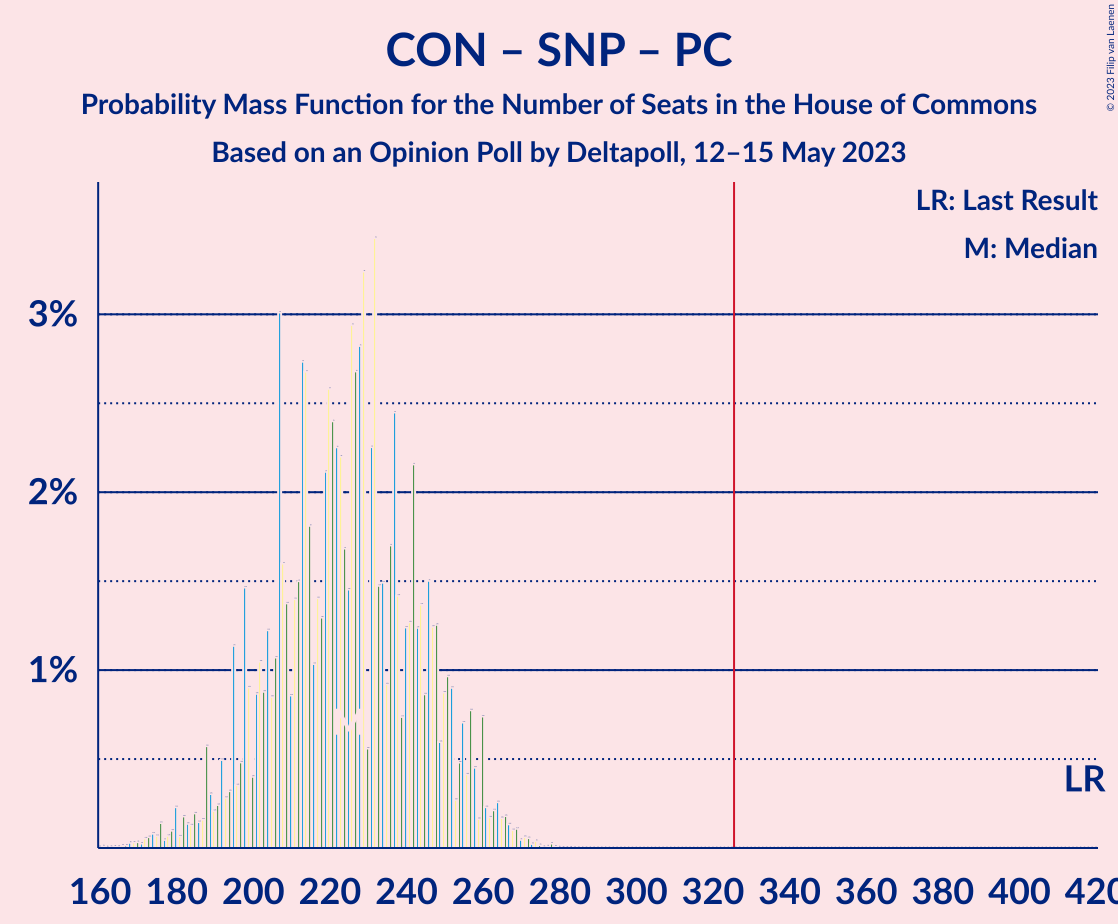 CON – SNP – PC
Probability Mass Function for the Number of Seats in the House of Commons
Based on an Opinion Poll by Deltapoll, 12–15 May 2023
© 2023 Filip van Laenen
LR: Last Result
M: Median
3%
2%
1%
LR
160 180 200 220 240 260 280 300 320 340 360 380 400 420